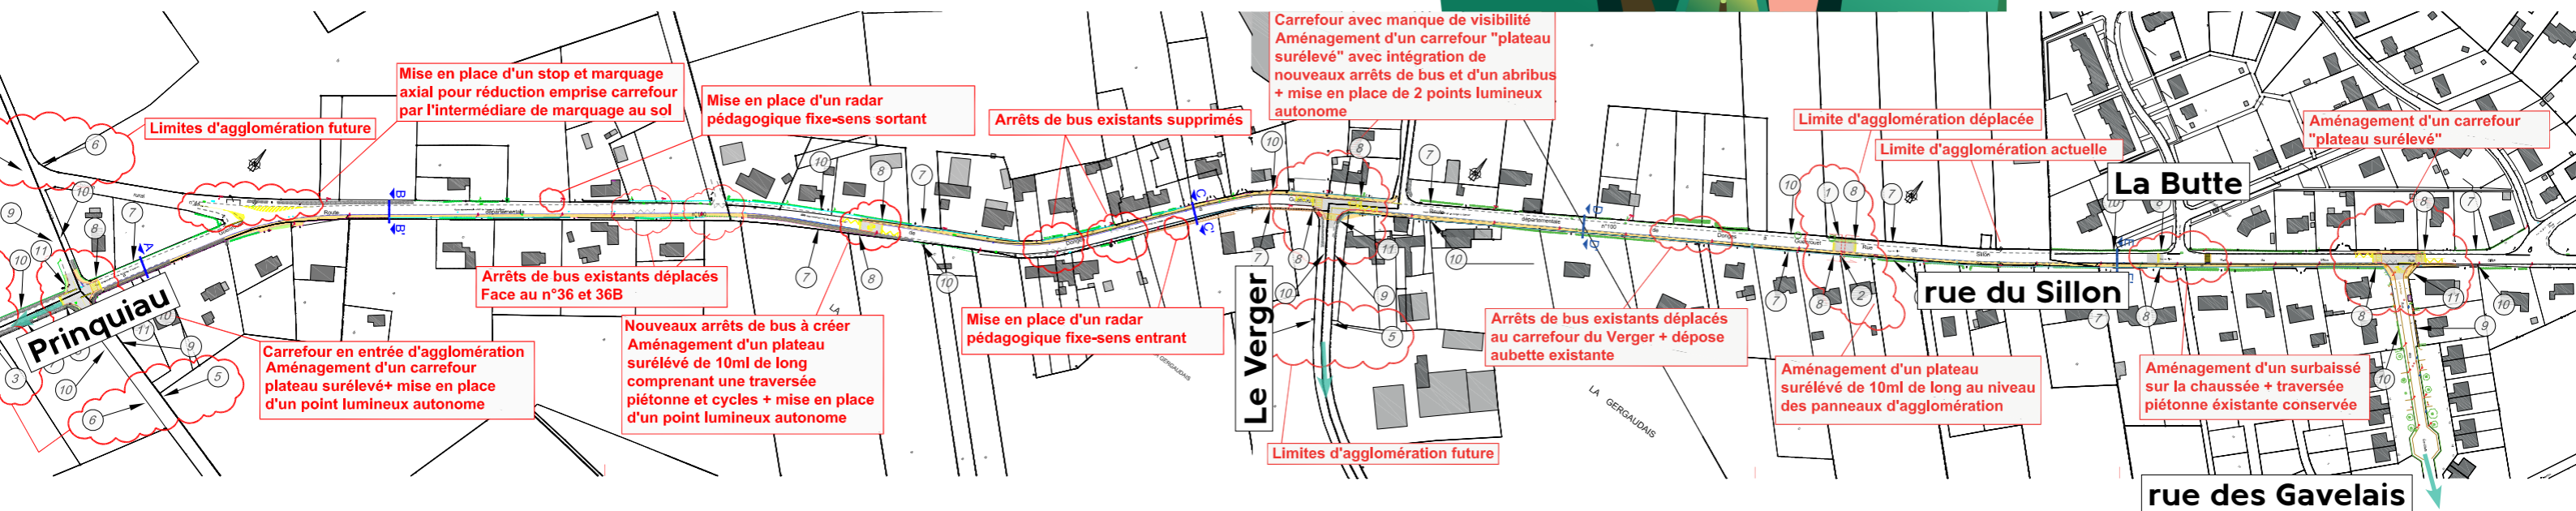 Limites d'agglomération future
Mise en place d'un stop et marquage
axial pour réduction emprise carrefour
par l'intermédiare de marquage au sol
Mise en place d'un radar
pédagogique fixe-sens sortant
Arrêts de bus existants supprimés
Carrefour avec manque de visibilité
Aménagement d'un carrefour "plateau
surélevé" avec intégration de
nouveaux arrêts de bus et d'un abribus
+ mise en place de 2 points lumineux
autonome
Limite d'agglomération déplacée
Limite d'agglomération actuelle
Aménagement d'un carrefour
"plateau surélevé"
La Butte
Prinquiau
Carrefour en entrée d'agglomération
Aménagement d'un carrefour
plateau surélevé+ mise en place
d'un point lumineux autonome
Arrêts de bus existants déplacés
Face au n°36 et 36B
Nouveaux arrêts de bus à créer
Aménagement d'un plateau
surélévé de 10ml de long
comprenant une traversée
piétonne et cycles + mise en place
d'un point lumineux autonome
Mise en place d'un radar
pédagogique fixe-sens entrant
Le Verger
Limites d'agglomération future
Arrêts de bus existants déplacés
au carrefour du Verger + dépose
aubette existante
LA GERGAUDAIS
rue du Sillon
Aménagement d'un plateau
surélévé de 10ml de long au niveau
des panneaux d'agglomération
Aménagement d'un surbaissé
sur la chaussée + traversée
piétonne éxistante conservée
rue des Gavelais